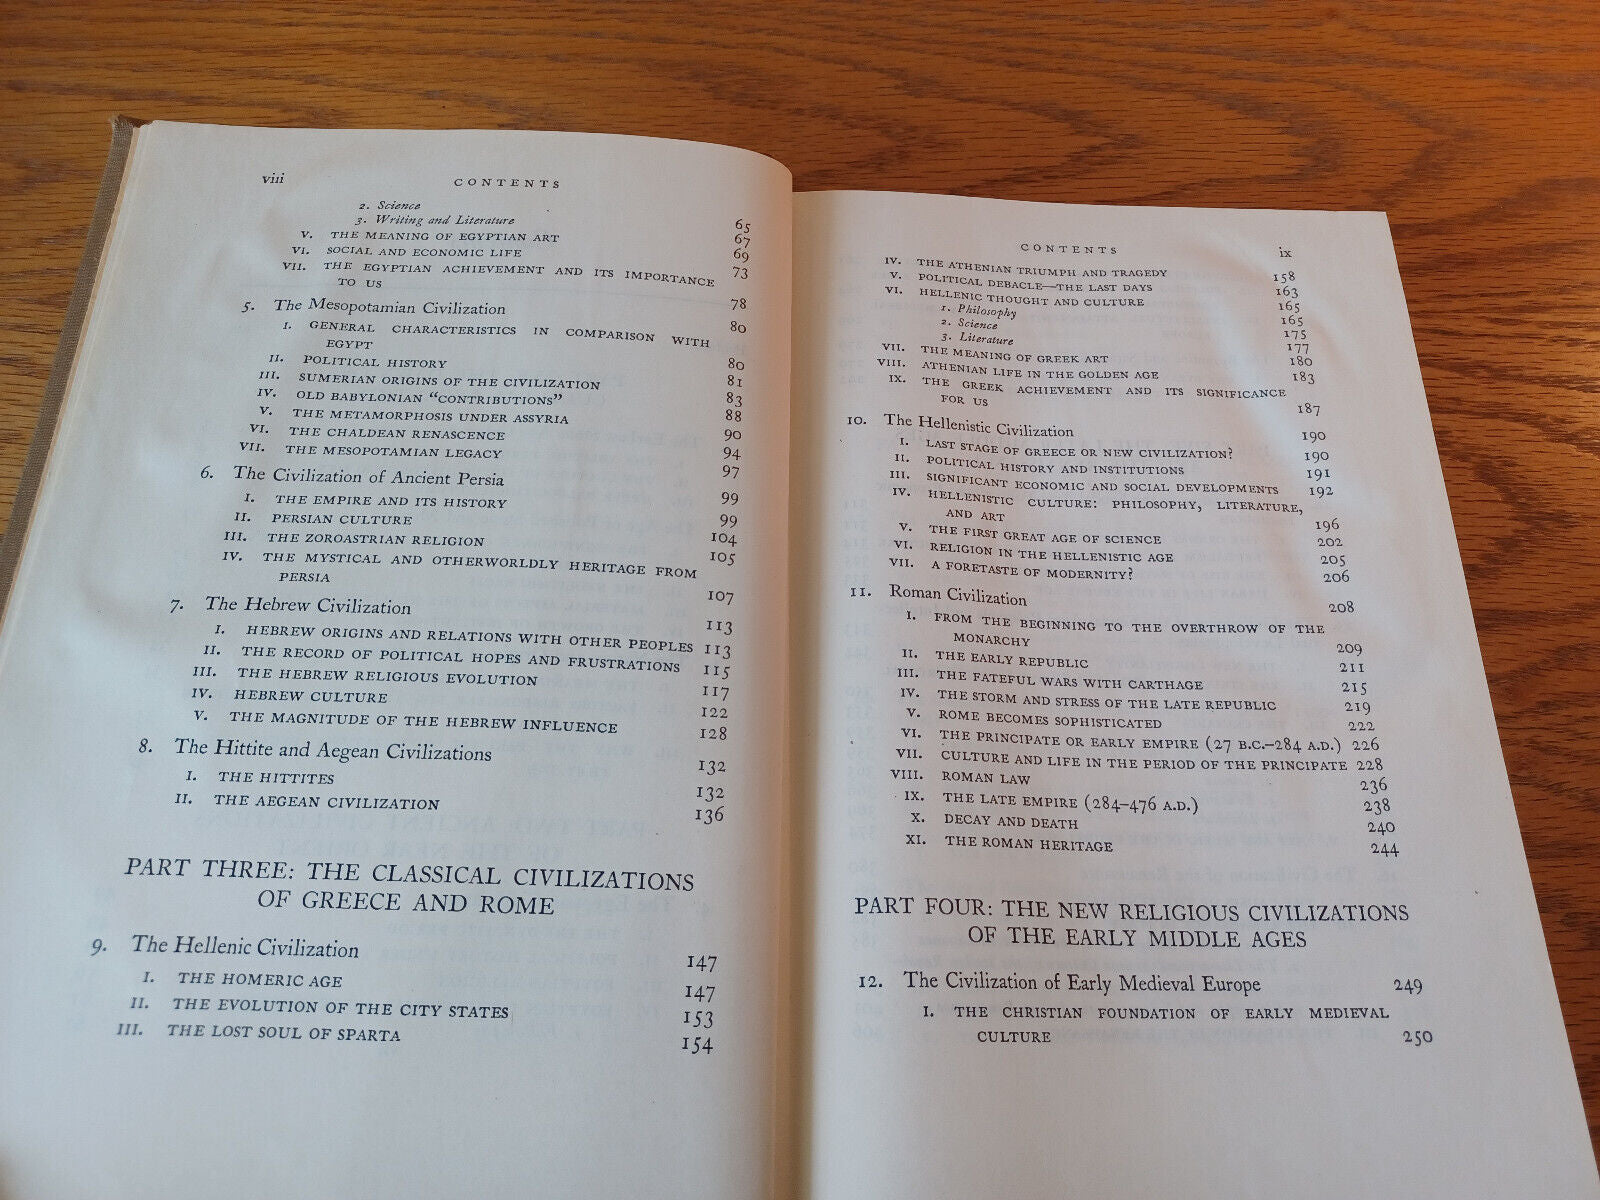 viii
CONTENTS
2. Science 65
3. Writing and Literature 67
V. THE MEANING OF EGYPTIAN ART 69
VI. SOCIAL AND ECONOMIC LIFE 73
VII. THE EGYPTIAN ACHIEVEMENT AND ITS IMPORTANCE
TO US 78
5. The Mesopotamian Civilization 80
I. GENERAL CHARACTERISTICS IN COMPARISON WITH
EGYPT 80
II. POLITICAL HISTORY 81
III. SUMERIAN ORIGINS OF THE CIVILIZATION 83
IV. OLD BABYLONIAN "CONTRIBUTIONS" 88
V. THE METAMORPHOSIS UNDER ASSYRIA 90
VI. THE CHALDEAN RENASCENCE 94
VII. THE MESOPOTAMIAN LEGACY 97
6. The Civilization of Ancient Persia 99
I. THE EMPIRE AND ITS HISTORY 99
II. PERSIAN CULTURE 104
III. THE ZOROASTRIAN RELIGION 105
IV. THE MYSTICAL AND OTHERWORLDLY HERITAGE FROM
PERSIA 107
7. The Hebrew Civilization 113
I. HEBREW ORIGINS AND RELATIONS WITH OTHER PEOPLES 113
II. THE RECORD OF POLITICAL HOPES AND FRUSTRATIONS 115
III. THE HEBREW RELIGIOUS EVOLUTION 117
IV. HEBREW CULTURE 122
V. THE MAGNITUDE OF THE HEBREW INFLUENCE 128
8. The Hittite and Aegean Civilizations 132
I. THE HITTITES 132
II. THE AEGEAN CIVILIZATION 136
PART THREE: THE CLASSICAL CIVILIZATIONS
OF GREECE AND ROME
9. The Hellenic Civilization 147
I. THE HOMERIC AGE 147
II. THE EVOLUTION OF THE CITY STATES 153
III. THE LOST SOUL OF SPARTA 154
CONTENTS
ix
IV. THE ATHENIAN TRIUMPH AND TRAGEDY 158
V. POLITICAL DEBACLE—THE LAST DAYS 163
VI. HELLENIC THOUGHT AND CULTURE 165
1. Philosophy 165
2. Science 175
3. Literature 177
VII. THE MEANING OF GREEK ART 180
VIII. ATHENIAN LIFE IN THE GOLDEN AGE 183
IX. THE GREEK ACHIEVEMENT AND ITS SIGNIFICANCE
FOR US 187
10. The Hellenistic Civilization 190
I. LAST STAGE OF GREECE OR NEW CIVILIZATION? 190
II. POLITICAL HISTORY AND INSTITUTIONS 191
III. SIGNIFICANT ECONOMIC AND SOCIAL DEVELOPMENTS 192
IV. HELLENISTIC CULTURE: PHILOSOPHY, LITERATURE,
AND ART 196
V. THE FIRST GREAT AGE OF SCIENCE 202
VI. RELIGION IN THE HELLENISTIC AGE 205
VII. A FORETASTE OF MODERNITY? 206
11. Roman Civilization 208
I. FROM THE BEGINNING TO THE OVERTHROW OF THE
MONARCHY 209
II. THE EARLY REPUBLIC 211
III. THE FATEFUL WARS WITH CARTHAGE 215
IV. THE STORM AND STRESS OF THE LATE REPUBLIC 219
V. ROME BECOMES SOPHISTICATED 222
VI. THE PRINCIPATE OR EARLY EMPIRE (27 B.C.–284 A.D.) 226
VII. CULTURE AND LIFE IN THE PERIOD OF THE PRINCIPATE 228
VIII. ROMAN LAW 236
IX. THE LATE EMPIRE (284–476 A.D.) 238
X. DECAY AND DEATH 240
XI. THE ROMAN HERITAGE 244
PART FOUR: THE NEW RELIGIOUS CIVILIZATIONS
OF THE EARLY MIDDLE AGES
12. The Civilization of Early Medieval Europe 249
I. THE CHRISTIAN FOUNDATION OF EARLY MEDIEVAL
CULTURE 250